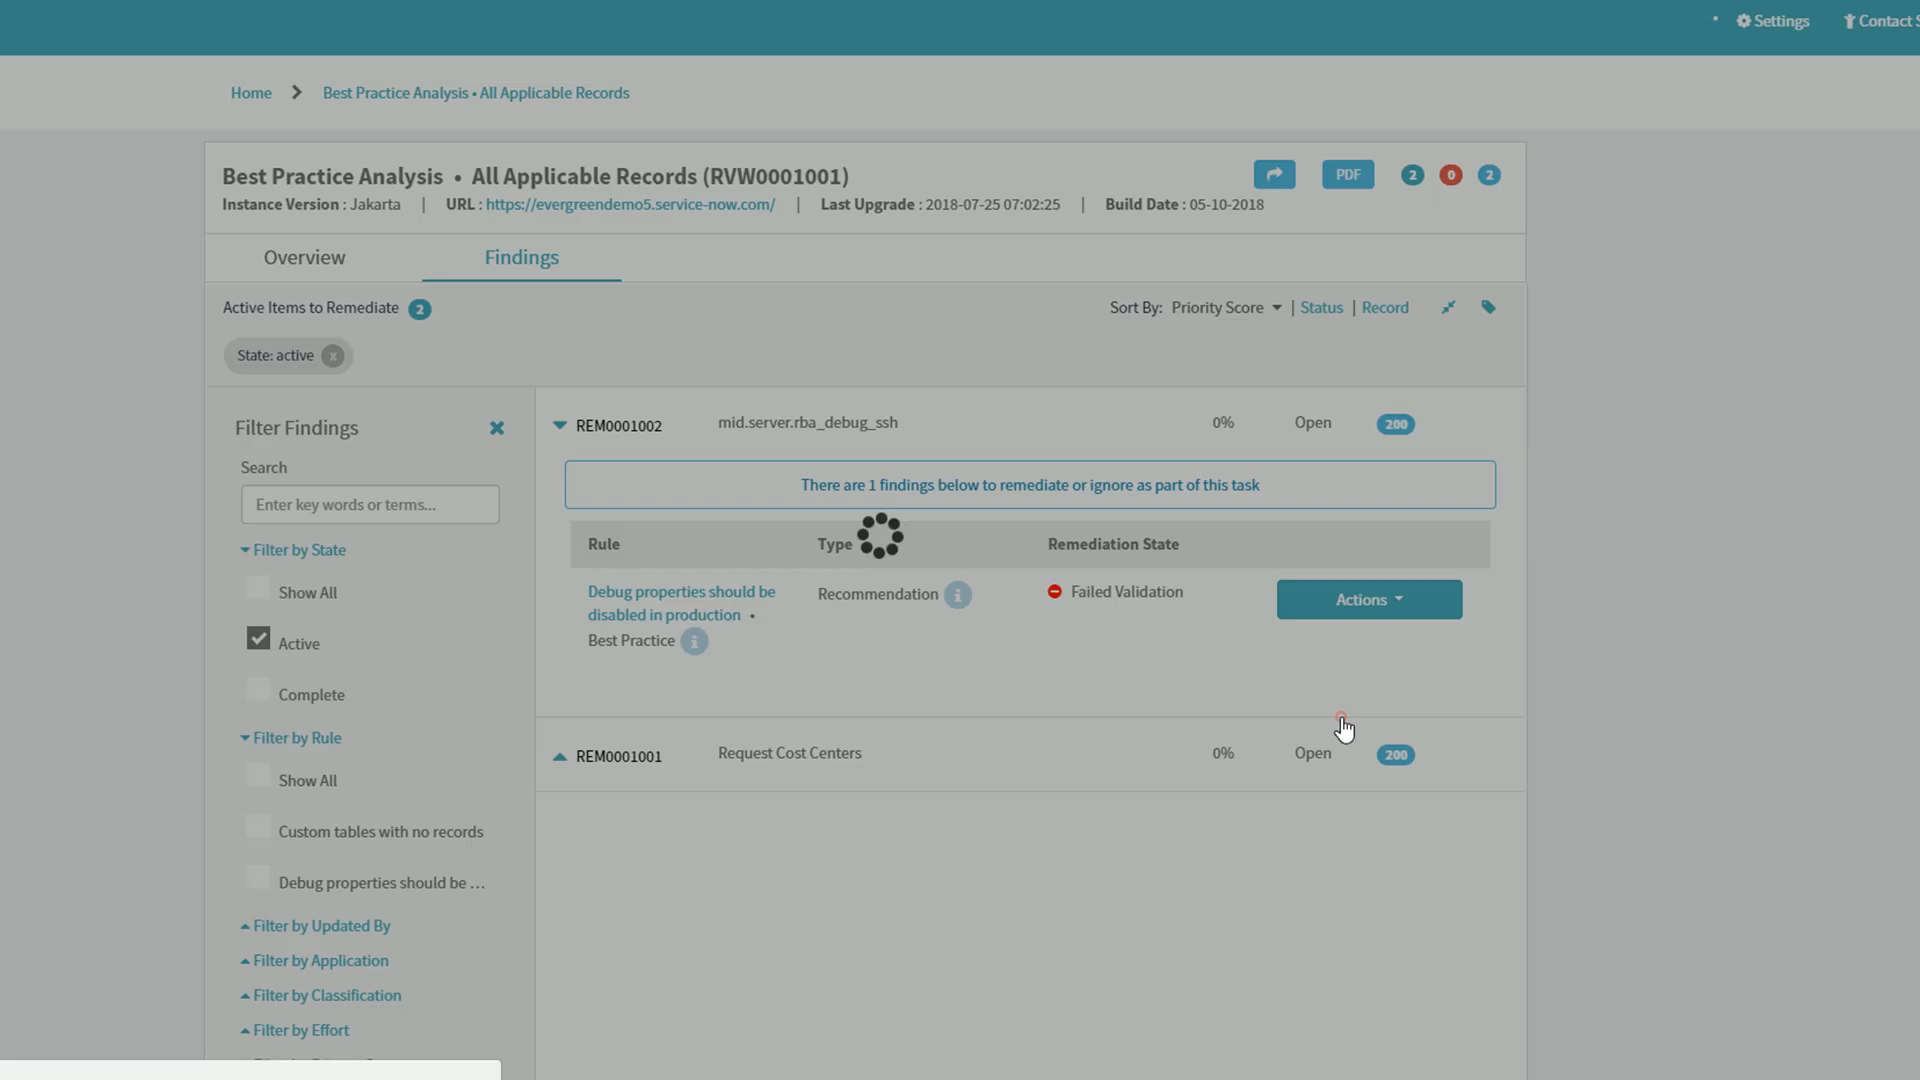 Settings Contact
Home Best Practice Analysis • All Applicable Records
Best Practice Analysis • All Applicable Records (RVW0001001)
PDF 2 0 2
Instance Version : Jakarta | URL : https://evergreendemo5.service-now.com/ | Last Upgrade : 2018-07-25 07:02:25 | Build Date : 05-10-2018
Overview Findings
Active Items to Remediate 2
Sort By: Priority Score | Status | Record
State: active x
Filter Findings
Search
Enter key words or terms...
Filter by State
Show All
Active
Complete
Filter by Rule
Show All
Custom tables with no records
Debug properties should be ...
Filter by Updated By
Filter by Application
Filter by Classification
Filter by Effort
REM0001002 mid.server.rba_debug_ssh 0% Open 200
There are 1 findings below to remediate or ignore as part of this task
Rule Type Remediation State
Debug properties should be
disabled in production •
Best Practice i
Recommendation i
Failed Validation
Actions
REM0001001 Request Cost Centers 0% Open 200